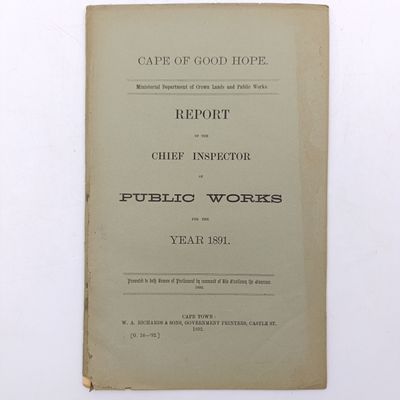 CAPE OF GOOD HOPE.
Ministerial Department of Crown Lands and Public Works.
REPORT
OF THE
CHIEF INSPECTOR
OF
PUBLIC WORKS
FOR THE
YEAR 1891.
Presented to both Houses of Parliament by command of His Excellency the Governor.
1892.
CAPE TOWN:
W. A. RICHARDS & SONS, GOVERNMENT PRINTERS, CASTLE ST.
1892.